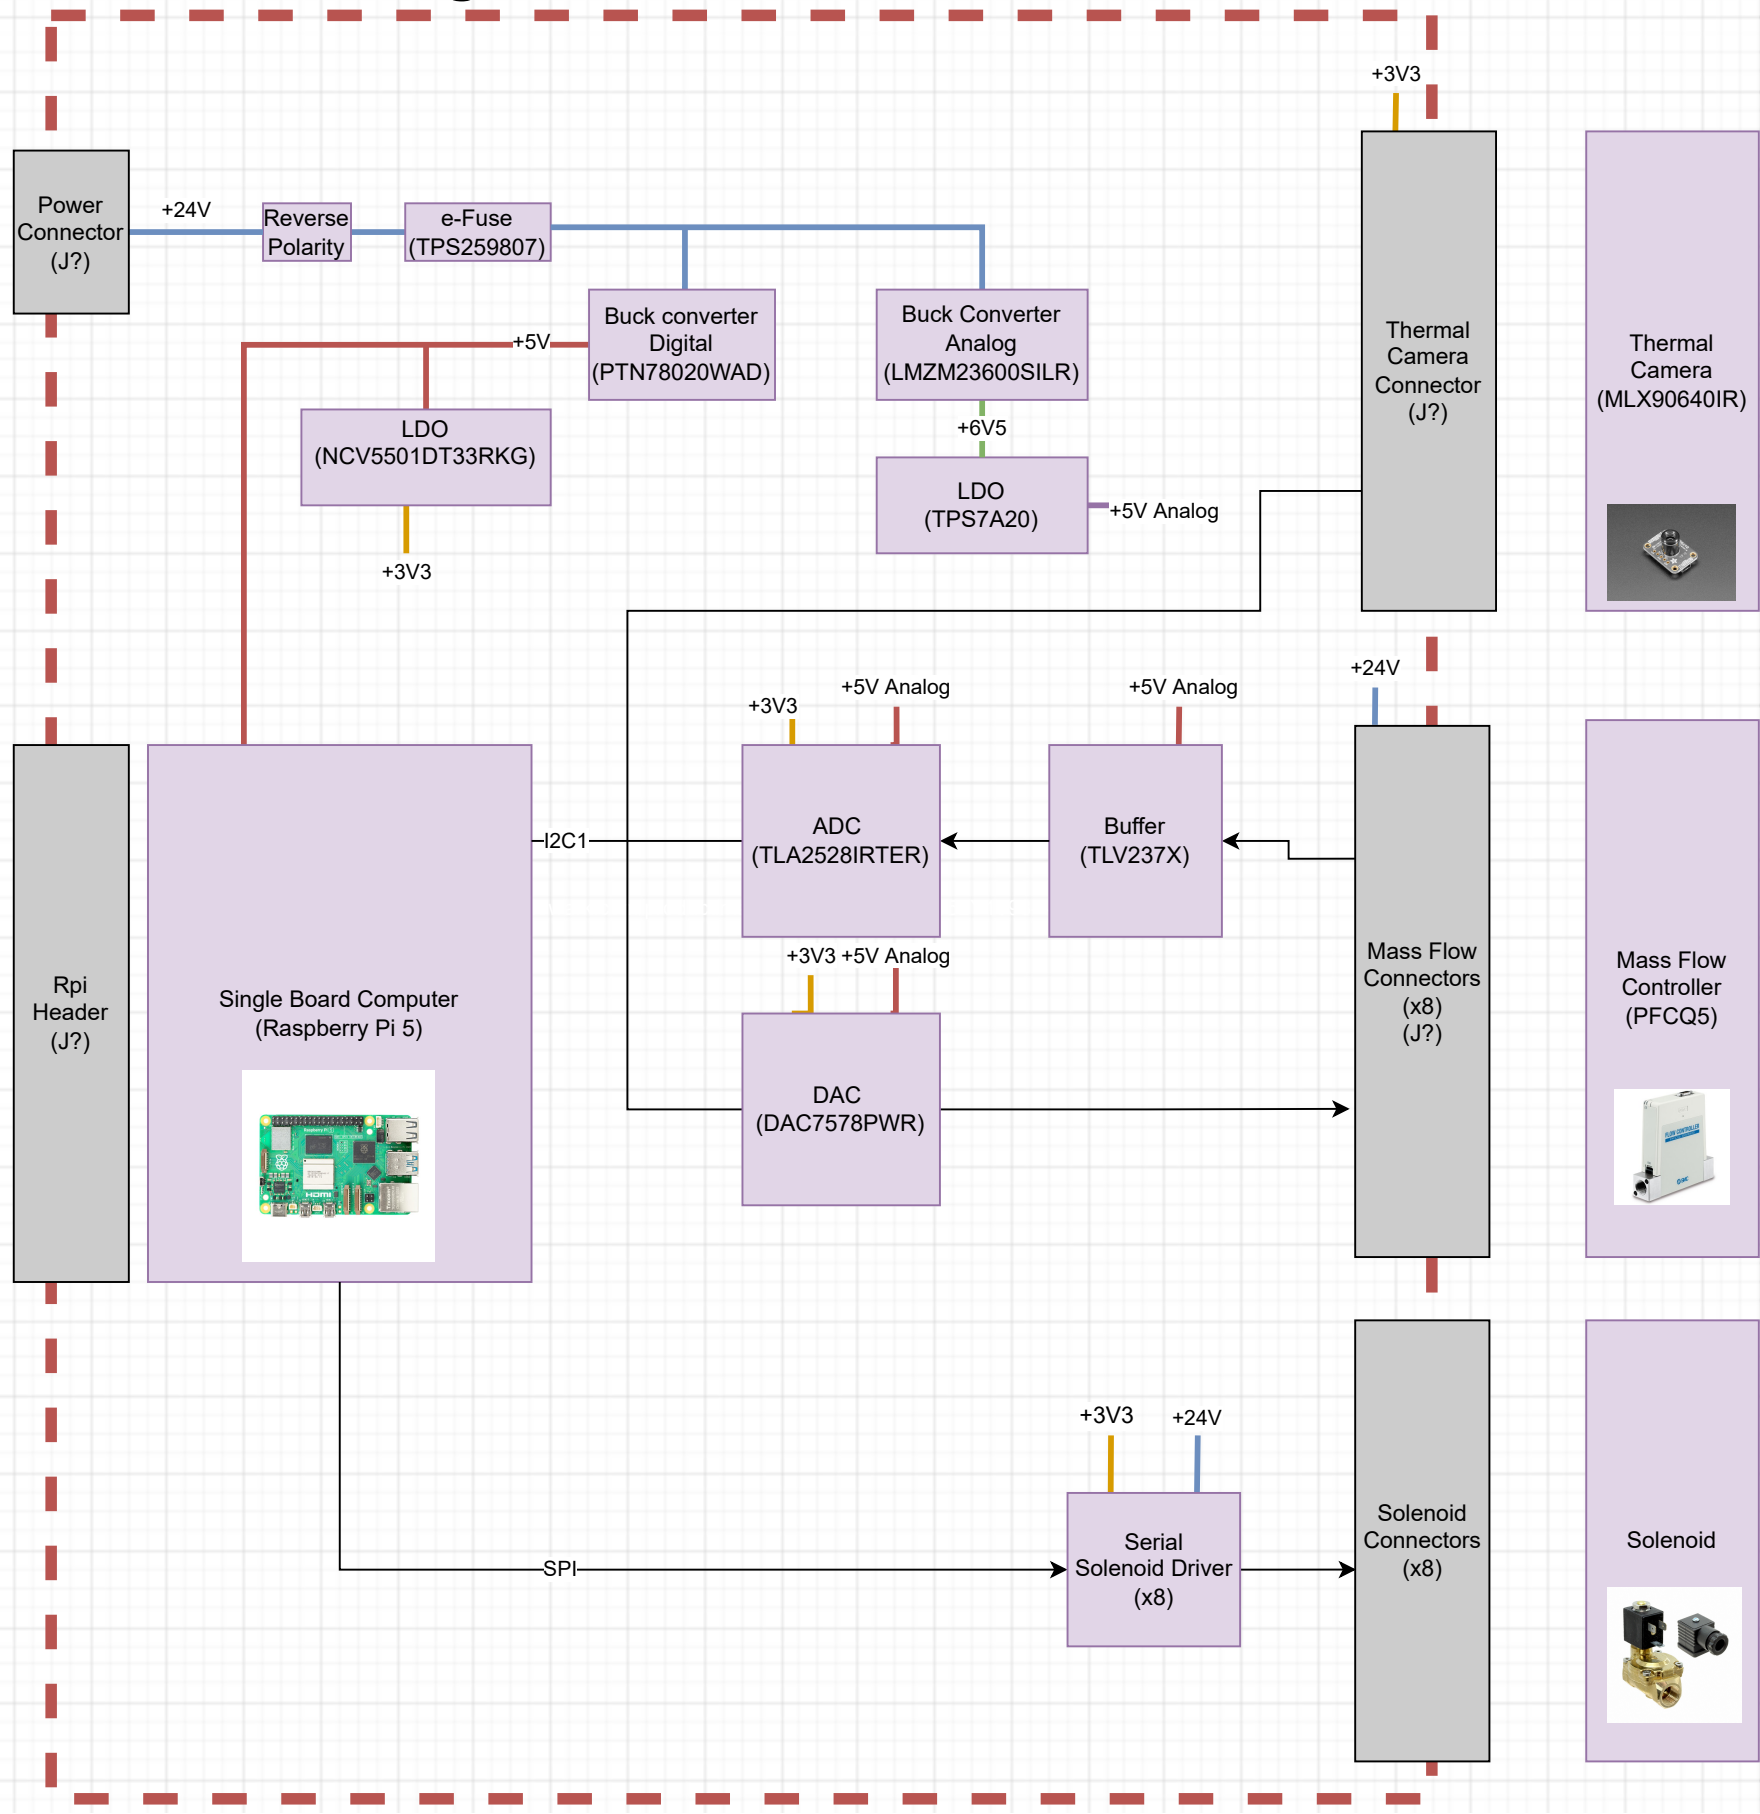 +3V3
Power
Connector
(J?)
+24V
Reverse
Polarity
e-Fuse
(TPS259807)
Buck converter
Digital
(PTN78020WAD)
Buck Converter
Analog
(LMZM23600SILR)
Thermal
Camera
Connector
(J?)
Thermal
Camera
(MLX90640IR)
+5V
LDO
(NCV5501DT33RKG)
+3V3
+6V5
LDO
(TPS7A20)
+5V Analog
+3V3
+5V Analog
+5V Analog
+24V
I2C1
ADC
(TLA2528IRTER)
Buffer
(TLV237X)
+3V3
+5V Analog
Rpi
Header
(J?)
Single Board Computer
(Raspberry Pi 5)
HDMI
DAC
(DAC7578PWR)
Mass Flow
Connectors
(x8)
(J?)
Mass Flow
Controller
(PFCQ5)
FLOW CONTROLLER
+3V3
+24V
SPI
Serial
Solenoid Driver
(x8)
Solenoid
Connectors
(x8)
Solenoid